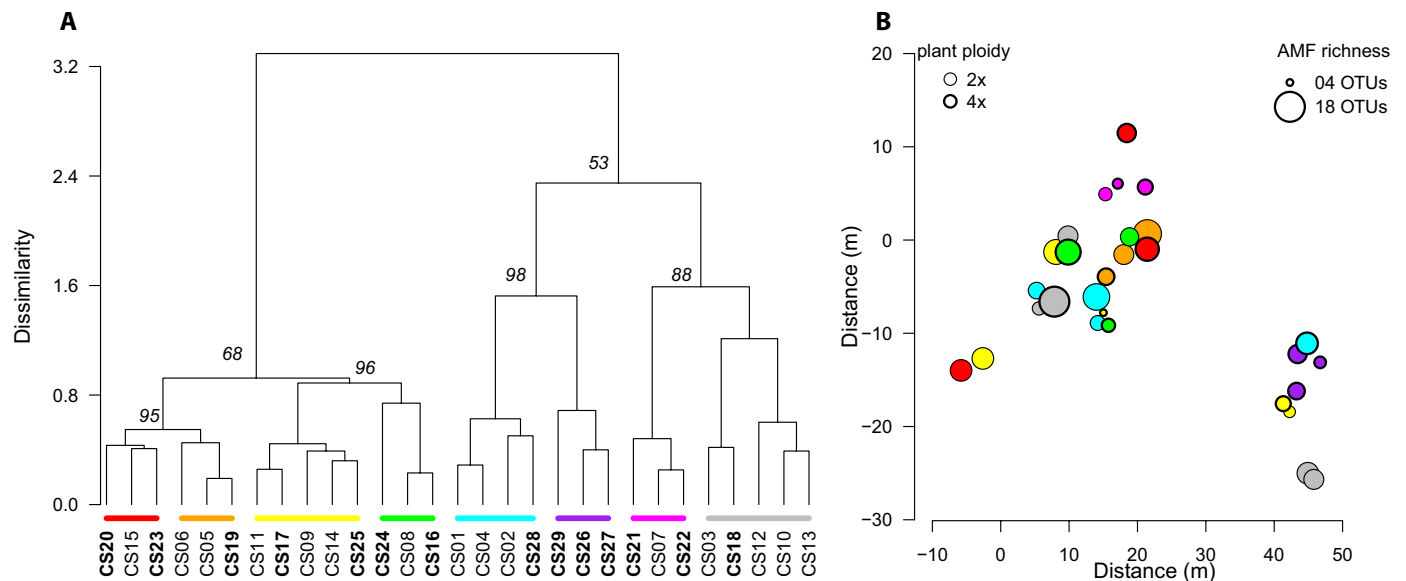 A
Dissimilarity
3.2
2.4
1.6
0.8
0.0
53
98
88
68
96
95
CS20
CS15
CS23
CS06
CS05
CS19
CS11
CS17
CS09
CS14
CS25
CS24
CS08
CS16
CS01
CS04
CS02
CS28
CS29
CS26
CS27
CS21
CS07
CS22
CS03
CS18
CS12
CS10
CS13
B
plant ploidy
2x
4x
AMF richness
04 OTUs
18 OTUs
Distance (m)
20
10
0
−10
−20
−30
−10 0 10 20 30 40 50
Distance (m)